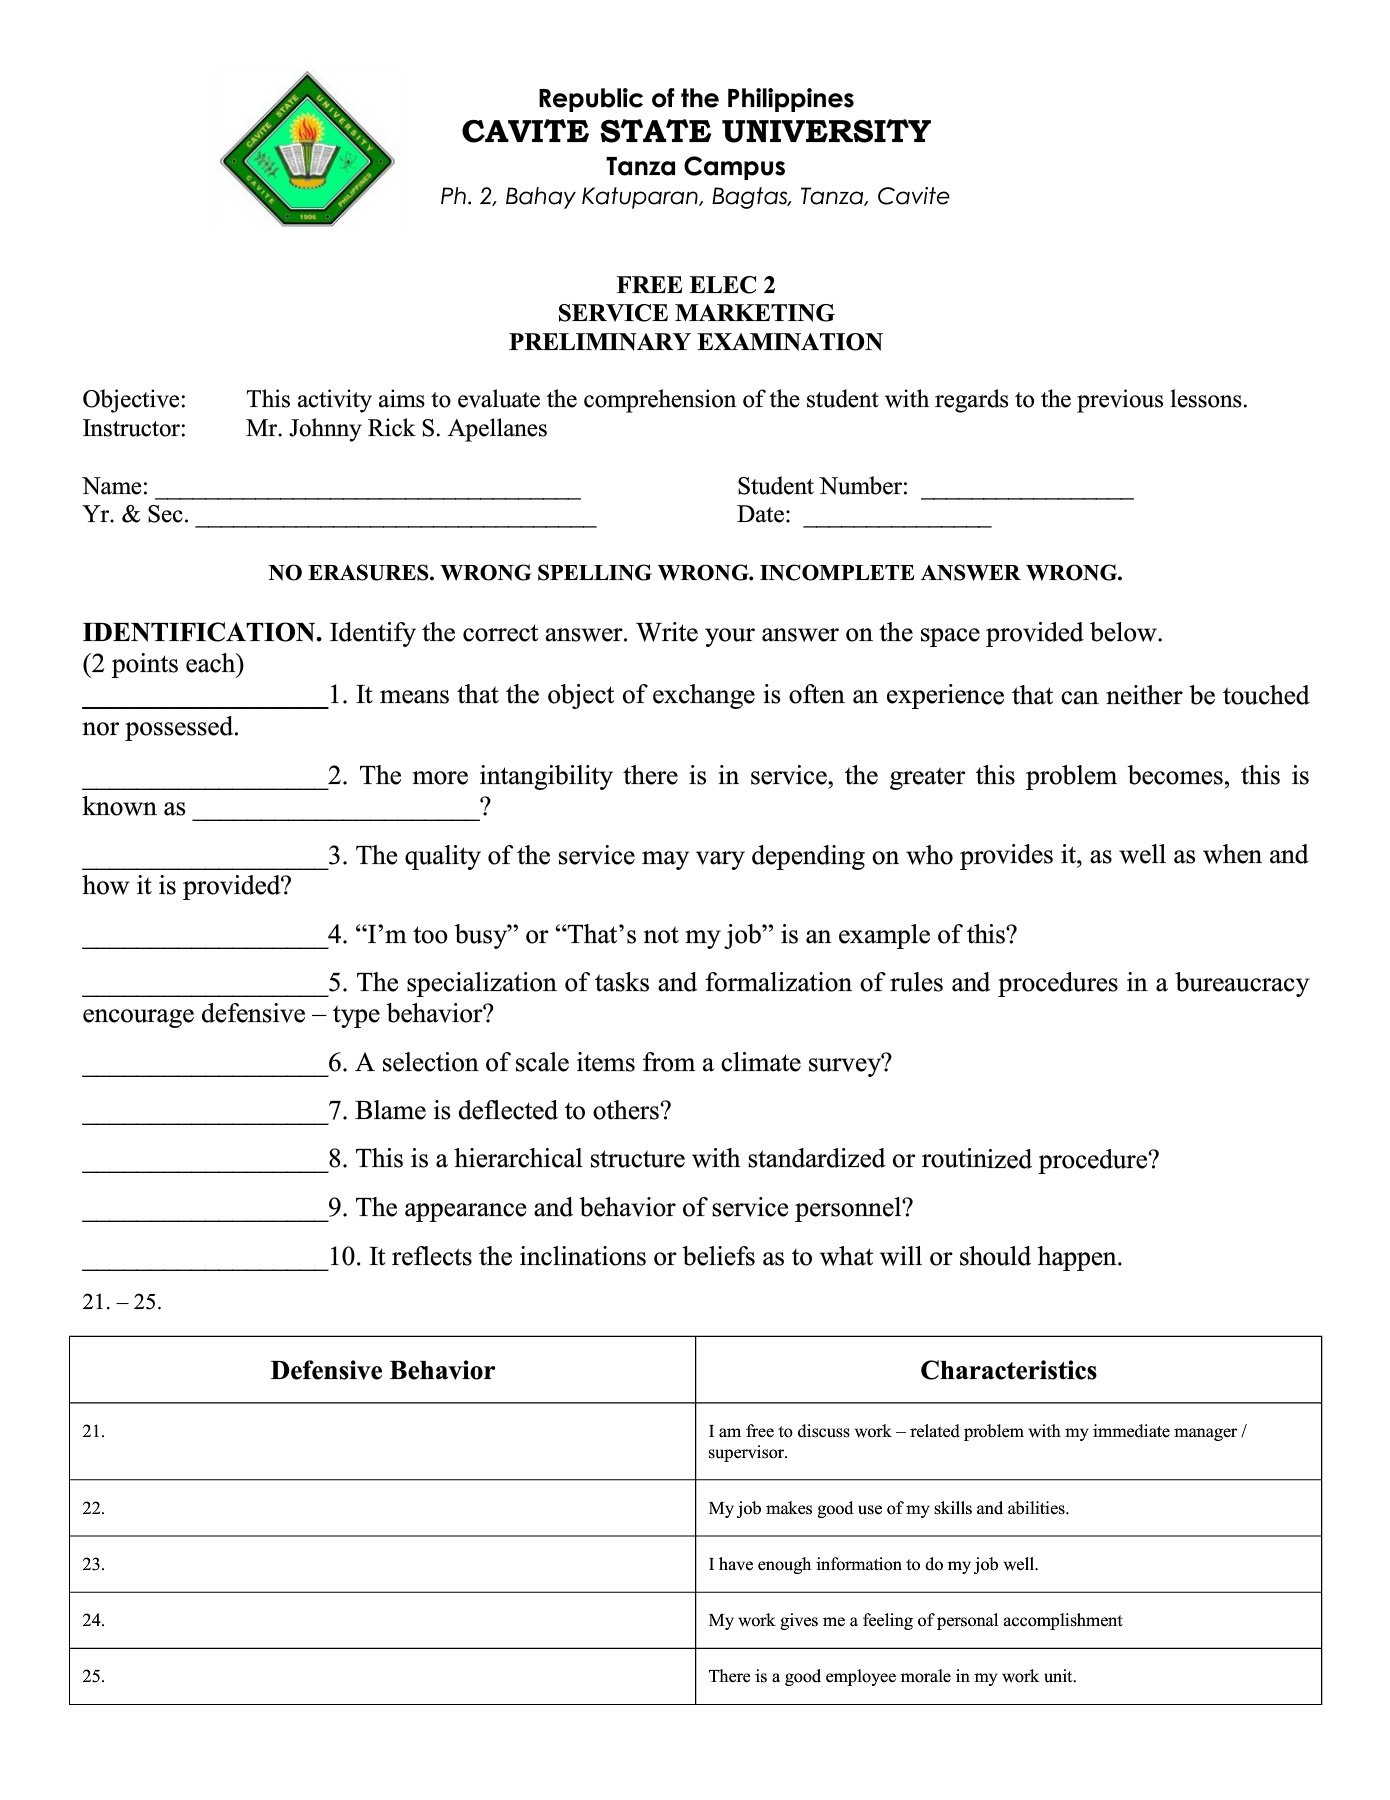 CAVITE STATE UNIVERSITY
CAVITE PHILIPPINES
1906
Republic of the Philippines
CAVITE STATE UNIVERSITY
Tanza Campus
Ph. 2, Bahay Katuparan, Bagtas, Tanza, Cavite
FREE ELEC 2
SERVICE MARKETING
PRELIMINARY EXAMINATION
Objective: This activity aims to evaluate the comprehension of the student with regards to the previous lessons.
Instructor: Mr. Johnny Rick S. Apellanes
Name: __________________________________ Student Number: _________________
Yr. & Sec. ________________________________ Date: _______________
NO ERASURES. WRONG SPELLING WRONG. INCOMPLETE ANSWER WRONG.
IDENTIFICATION. Identify the correct answer. Write your answer on the space provided below.
(2 points each)
__________________1. It means that the object of exchange is often an experience that can neither be touched
nor possessed.
__________________2. The more intangibility there is in service, the greater this problem becomes, this is
known as _____________________?
__________________3. The quality of the service may vary depending on who provides it, as well as when and
how it is provided?
__________________4. “I’m too busy” or “That’s not my job” is an example of this?
__________________5. The specialization of tasks and formalization of rules and procedures in a bureaucracy
encourage defensive – type behavior?
__________________6. A selection of scale items from a climate survey?
__________________7. Blame is deflected to others?
__________________8. This is a hierarchical structure with standardized or routinized procedure?
__________________9. The appearance and behavior of service personnel?
__________________10. It reflects the inclinations or beliefs as to what will or should happen.
21. – 25.
Defensive Behavior Characteristics
21. I am free to discuss work – related problem with my immediate manager /
supervisor.
22. My job makes good use of my skills and abilities.
23. I have enough information to do my job well.
24. My work gives me a feeling of personal accomplishment
25. There is a good employee morale in my work unit.